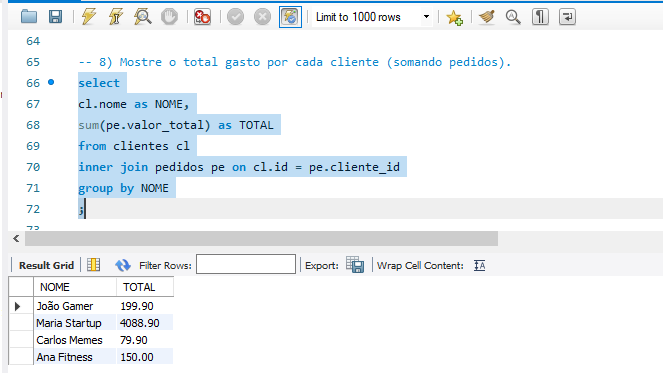 Limit to 1000 rows
64
65 -- 8) Mostre o total gasto por cada cliente (somando pedidos).
66 select
67 cl.nome as NOME,
68 sum(pe.valor_total) as TOTAL
69 from clientes cl
70 inner join pedidos pe on cl.id = pe.cliente_id
71 group by NOME
72 ;
Result Grid Filter Rows: Export: Wrap Cell Content:
NOME TOTAL
João Gamer 199.90
Maria Startup 4088.90
Carlos Memes 79.90
Ana Fitness 150.00